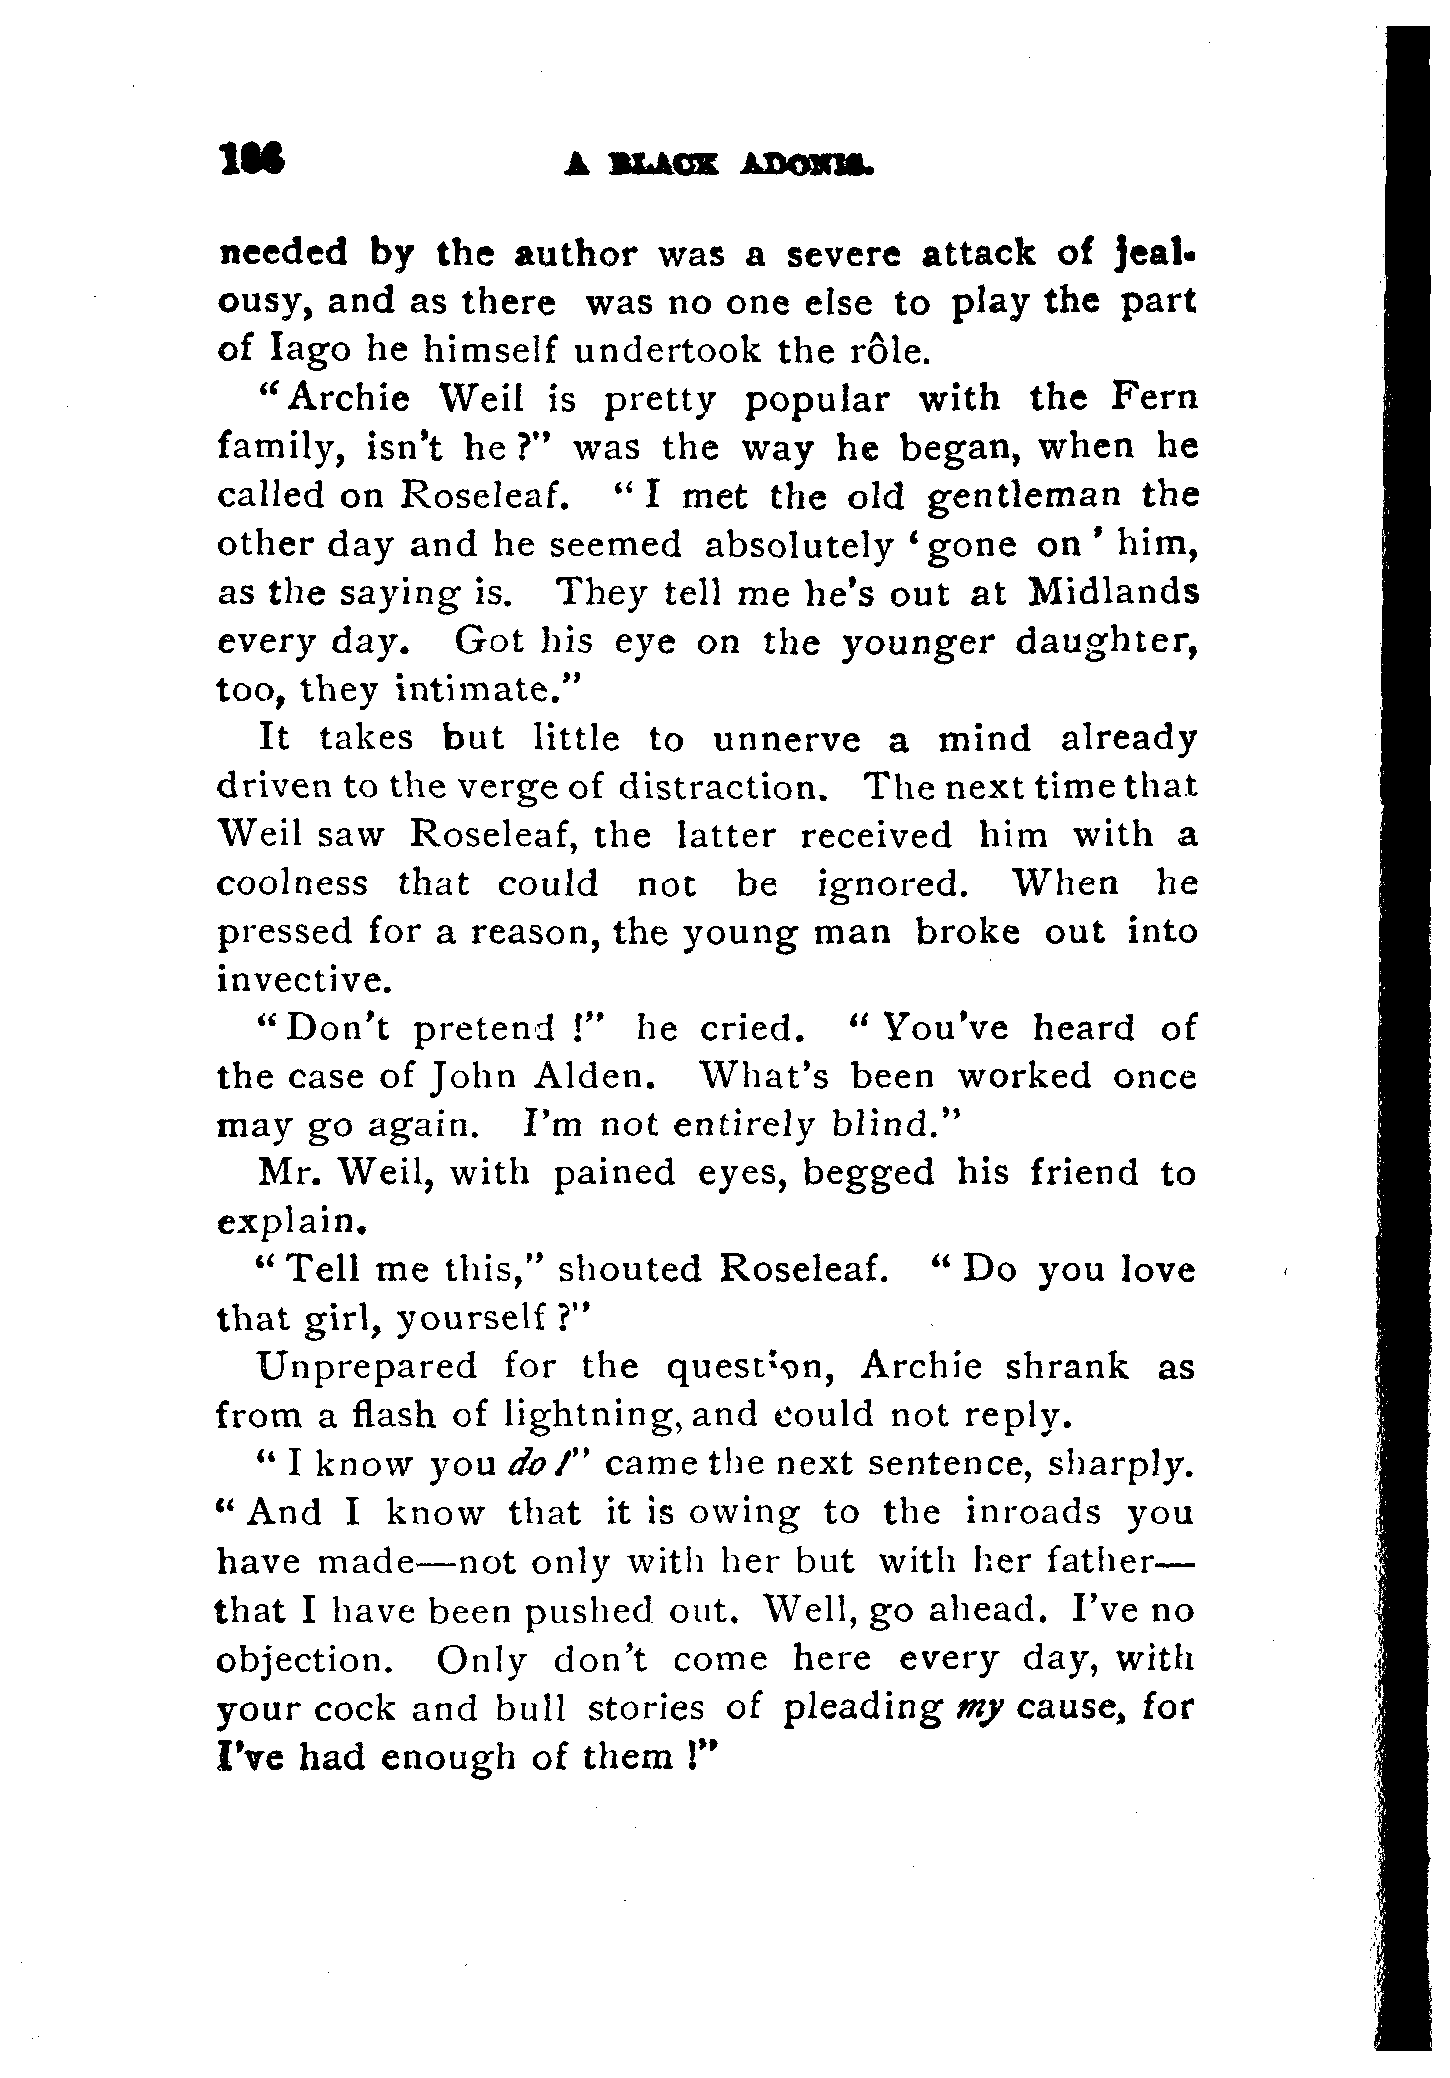 A BLACK ADONIS.
needed by the author was a severe attack of jeal-
ousy, and as there was no one else to play the part
of Iago he himself undertook the rôle.
"Archie Weil is pretty popular with the Fern
family, isn't he ?" was the way he began, when he
called on Roseleaf. "I met the old gentleman the
other day and he seemed absolutely 'gone on' him,
as the saying is. They tell me he's out at Midlands
every day. Got his eye on the younger daughter,
too, they intimate."
It takes but little to unnerve a mind already
driven to the verge of distraction. The next time that
Weil saw Roseleaf, the latter received him with a
coolness that could not be ignored. When he
pressed for a reason, the young man broke out into
invective.
"Don't pretend !" he cried. "You've heard of
the case of John Alden. What's been worked once
may go again. I'm not entirely blind."
Mr. Weil, with pained eyes, begged his friend to
explain.
"Tell me this," shouted Roseleaf. "Do you love
that girl, yourself ?"
Unprepared for the question, Archie shrank as
from a flash of lightning, and could not reply.
"I know you do !" came the next sentence, sharply.
"And I know that it is owing to the inroads you
have made—not only with her but with her father—
that I have been pushed out. Well, go ahead. I've no
objection. Only don't come here every day, with
your cock and bull stories of pleading my cause, for
I've had enough of them !"